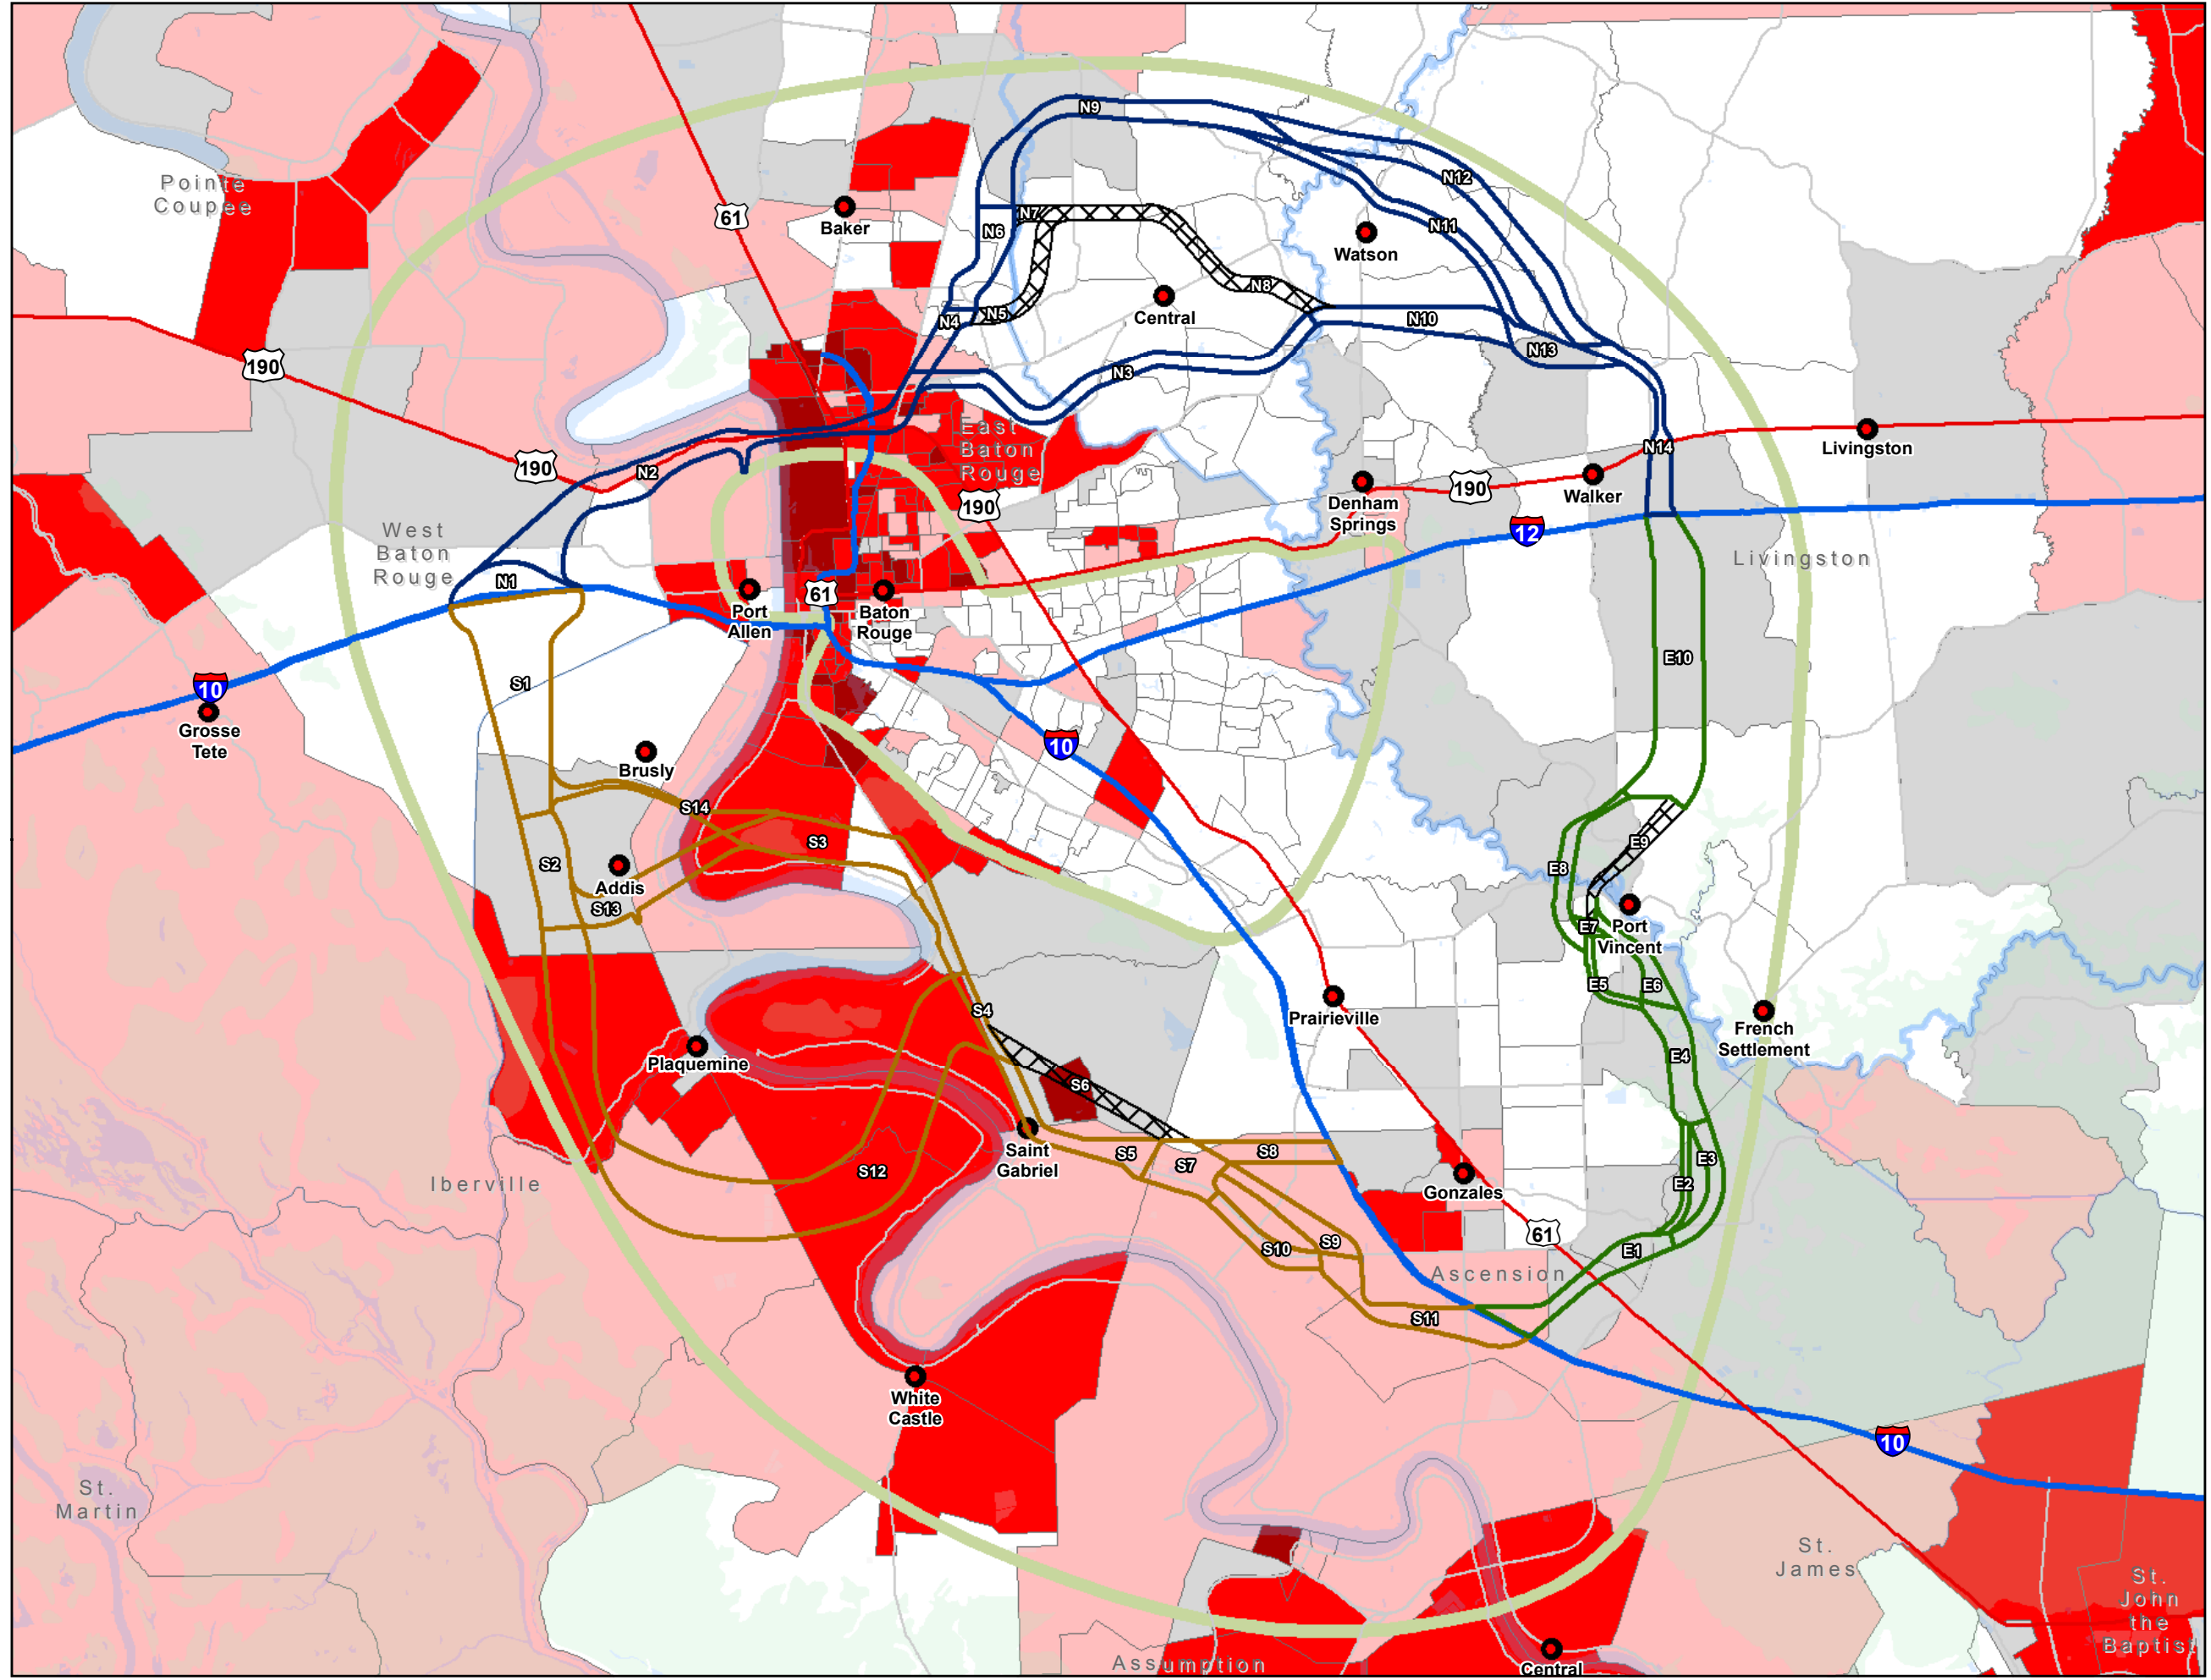 N9
N12
Pointe
Coupee
61
Baker
N7
N6
N11
Watson
N8
Central
N5
N4
N10
N13
190
N3
East
Baton
Rouge
Livingston
N14
190
N2
Walker
190
190
Denham
Springs
12
West
Baton
Rouge
Livingston
N1
61
Port
Allen
Baton
Rouge
E10
S1
10
Grosse
Tete
10
Brusly
S14
S3
E9
S2
E8
Addis
S13
E7
Port
Vincent
E5
E6
S4
Prairieville
French
Settlement
Plaquemine
E4
S6
Saint
Gabriel
S5
S7
S8
E3
S12
Iberville
Gonzales
E2
61
S10
S9
E1
Ascension
S11
White
Castle
10
St.
Martin
St.
James
St.
John
the
Baptist
Assumption
Central